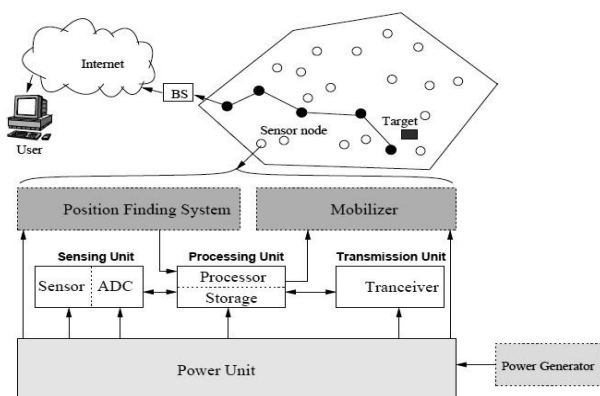 Internet
BS
User
Sensor node
Target
Position Finding System
Mobilizer
Sensing Unit
Processing Unit
Transmission Unit
Sensor
ADC
Processor
Storage
Tranceiver
Power Unit
Power Generator